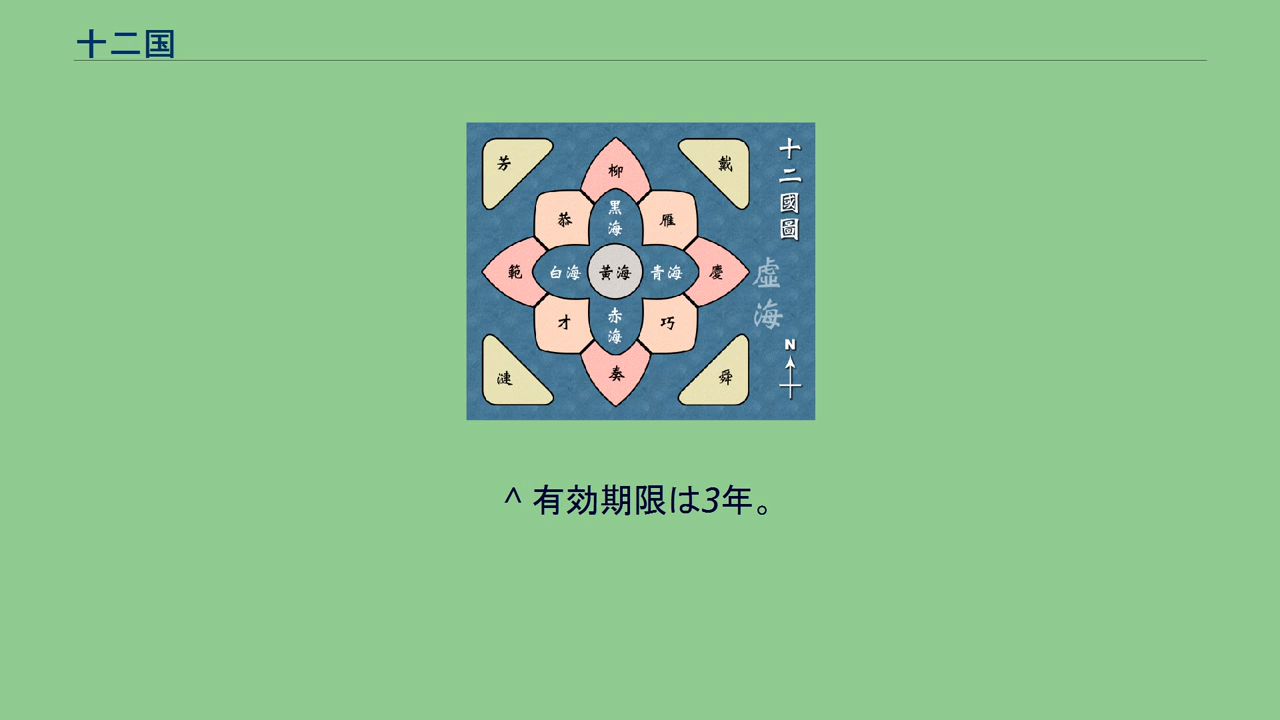 十二国
十
二
國
圖
芳
戴
柳
恭
黒
海
雁
範
白海
黄海
青海
慶
虚
海
才
赤
海
巧
N
漣
奏
舜
^ 有効期限は3年。